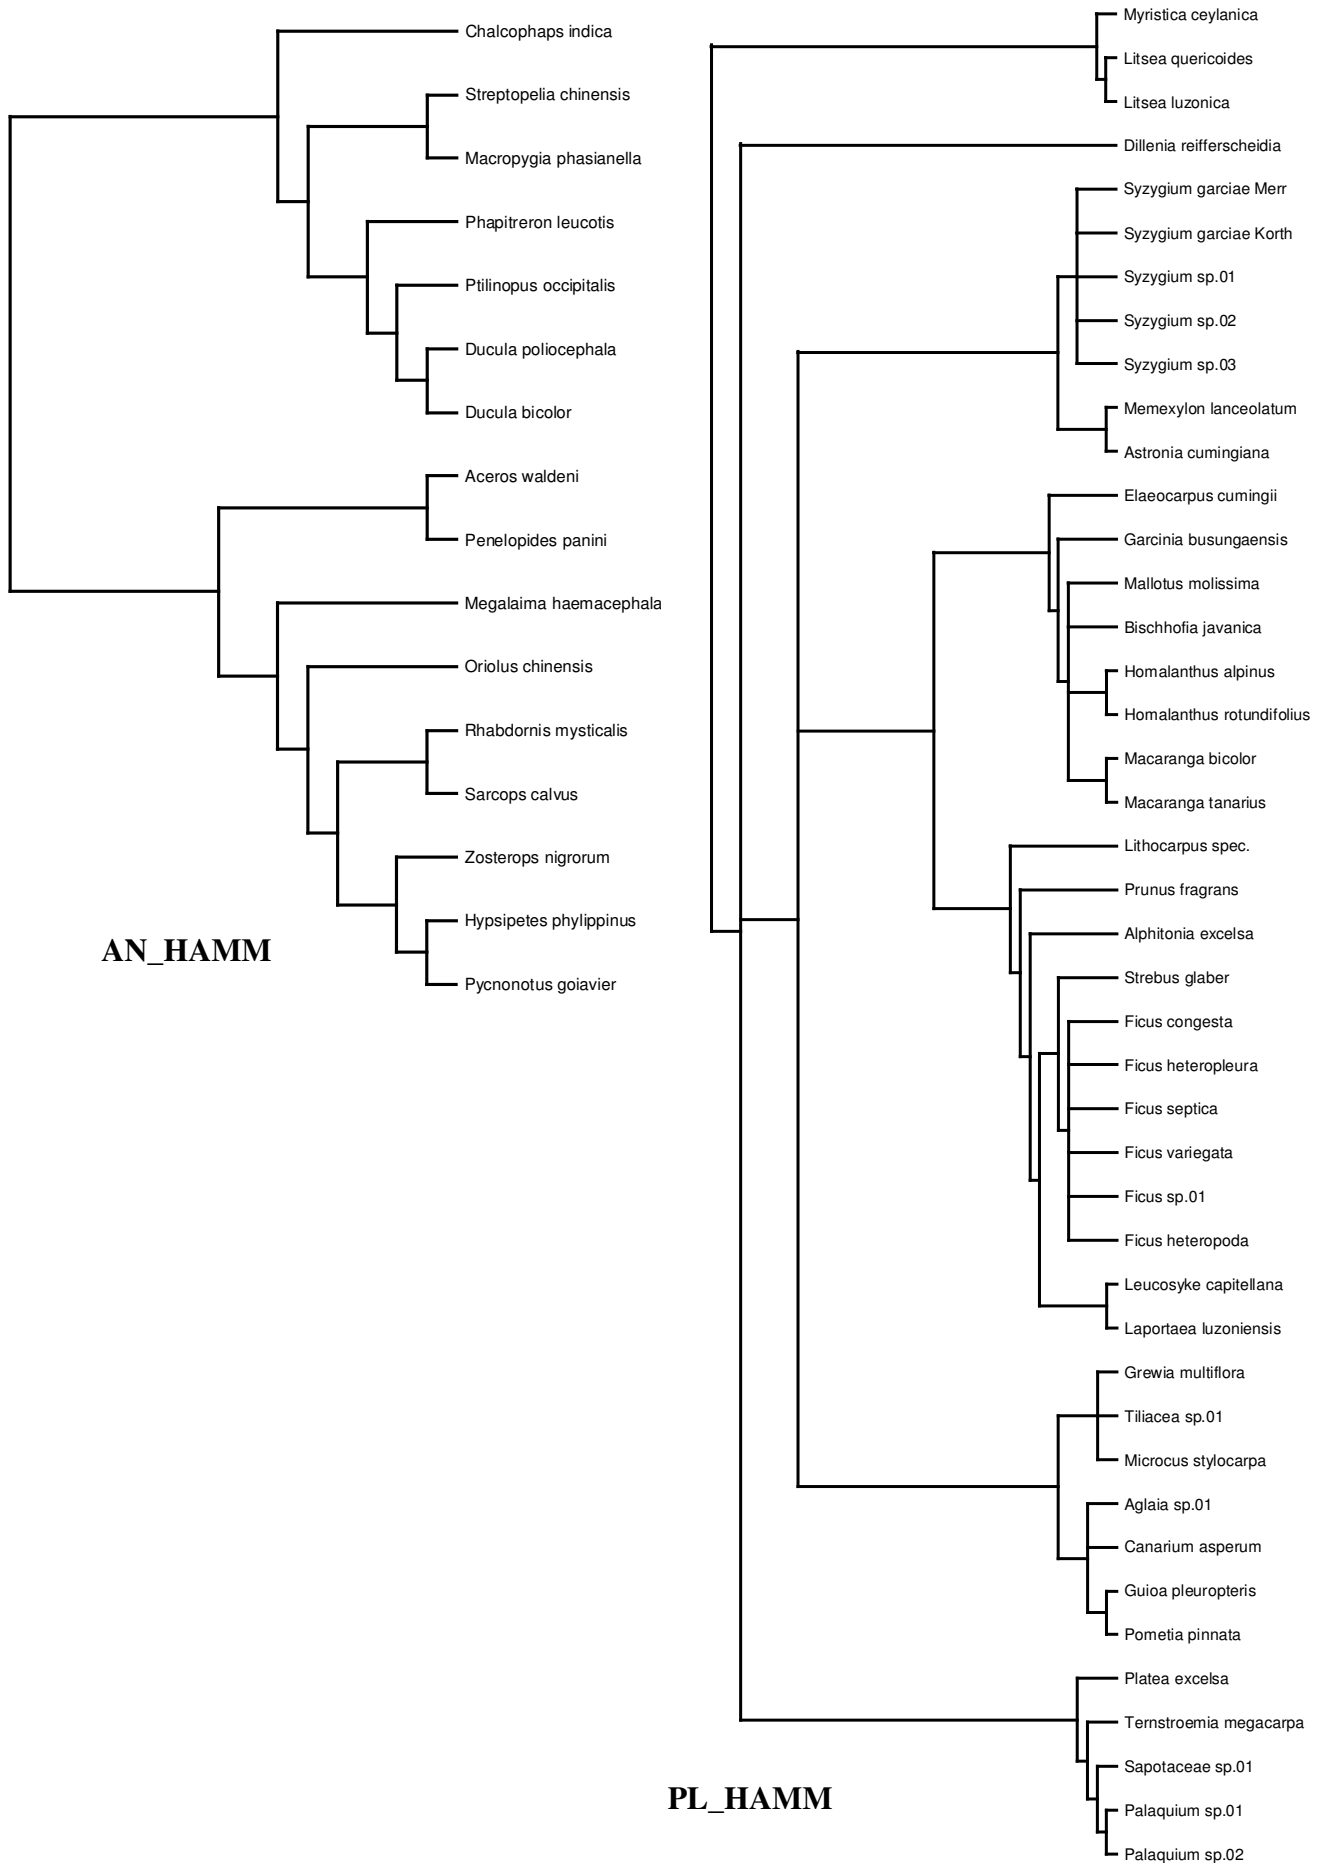 Chalcophaps indica
Streptopelia chinensis
Macropygia phasianella
Phapitreron leucotis
Ptilinopus occipitalis
Ducula poliocephala
Ducula bicolor
Aceros waldeni
Penelopides panini
Megalaima haemacephala
Oriolus chinensis
Rhabdornis mysticalis
Sarcops calvus
Zosterops nigrorum
Hypsipetes phylippinus
Pycnonotus goiavier
AN_HAMM
Myristica ceylanica
Litsea quericoides
Litsea luzonica
Dillenia reifferscheidia
Syzygium garciae Merr
Syzygium garciae Korth
Syzygium sp.01
Syzygium sp.02
Syzygium sp.03
Memexylon lanceolatum
Astronia cumingiana
Elaeocarpus cumingii
Garcinia busungaensis
Mallotus molissima
Bischhofia javanica
Homalanthus alpinus
Homalanthus rotundifolius
Macaranga bicolor
Macaranga tanarius
Lithocarpus spec.
Prunus fragrans
Alphitonia excelsa
Strebus glaber
Ficus congesta
Ficus heteropleura
Ficus septica
Ficus variegata
Ficus sp.01
Ficus heteropoda
Leucosyke capitellana
Laportaea luzoniensis
Grewia multiflora
Tiliacea sp.01
Microcus stylocarpa
Aglaia sp.01
Canarium asperum
Guioa pleuropteris
Pometia pinnata
Platea excelsa
Ternstroemia megacarpa
Sapotaceae sp.01
Palaquium sp.01
Palaquium sp.02
PL_HAMM